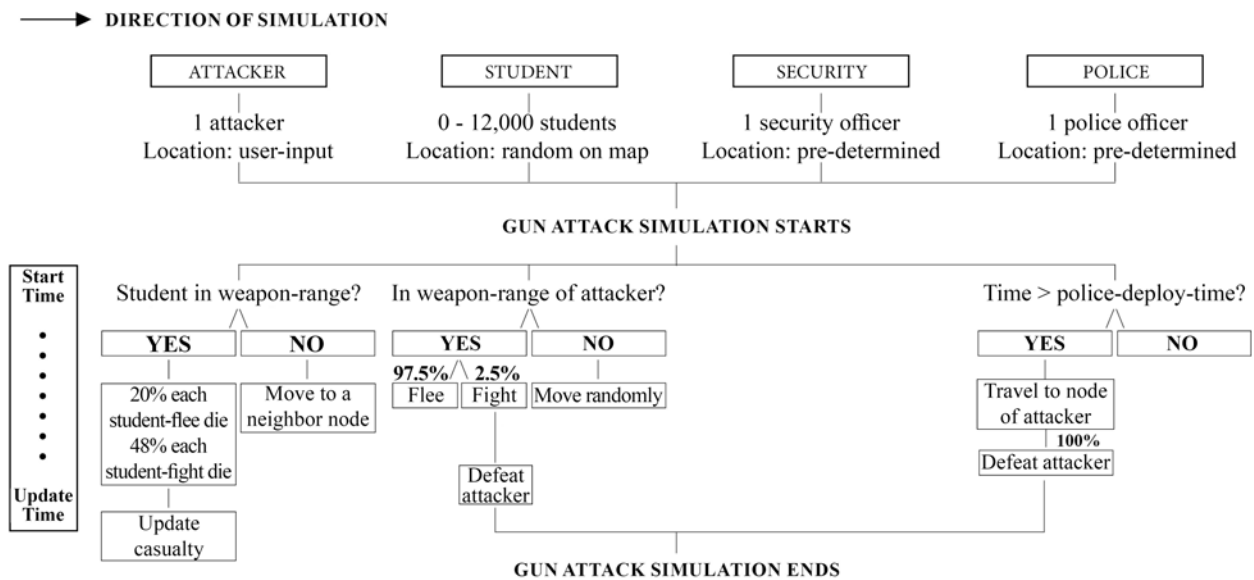 DIRECTION OF SIMULATION
ATTACKER
STUDENT
SECURITY
POLICE
1 attacker
Location: user-input
0 - 12,000 students
Location: random on map
1 security officer
Location: pre-determined
1 police officer
Location: pre-determined
GUN ATTACK SIMULATION STARTS
Start
Time
Update
Time
Student in weapon-range?
YES
NO
20% each
student-flee die
48% each
student-fight die
Move to a
neighbor node
Update
casualty
In weapon-range of attacker?
YES
NO
97.5%
2.5%
Flee
Fight
Move randomly
Defeat
attacker
Time > police-deploy-time?
YES
NO
Travel to node
of attacker
100%
Defeat attacker
GUN ATTACK SIMULATION ENDS